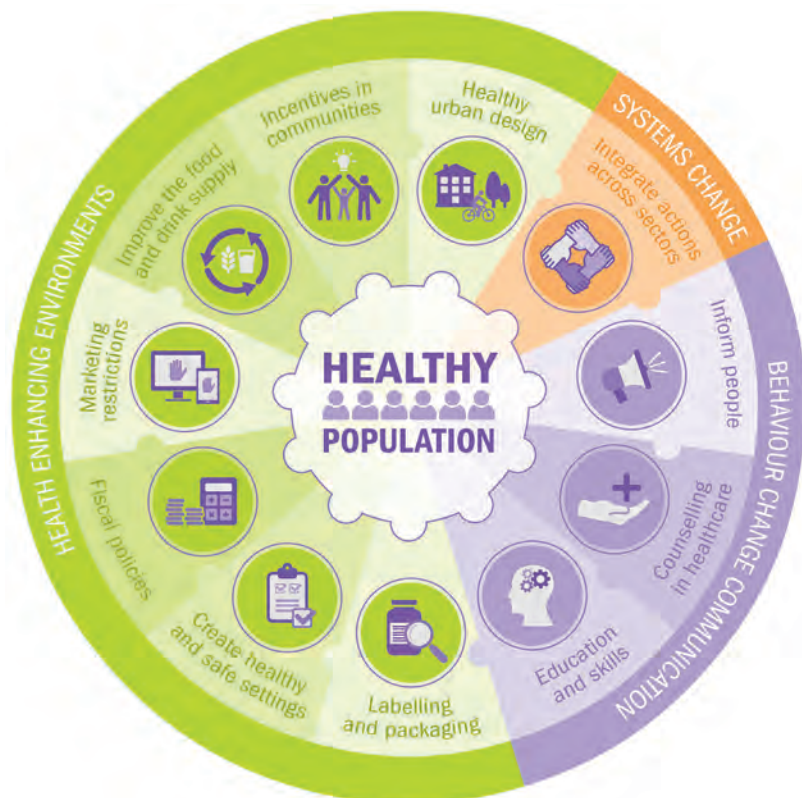 HEALTHY
POPULATION
SYSTEMS CHANGE
Integrate actions
across sectors
BEHAVIOUR CHANGE COMMUNICATION
Inform people
Counselling
in healthcare
Education
and skills
HEALTH ENHANCING ENVIRONMENTS
Labelling
and packaging
Create healthy
and safe settings
Fiscal policies
Marketing
restrictions
Improve the food
and drink supply
Incentives in
communities
Healthy
urban design